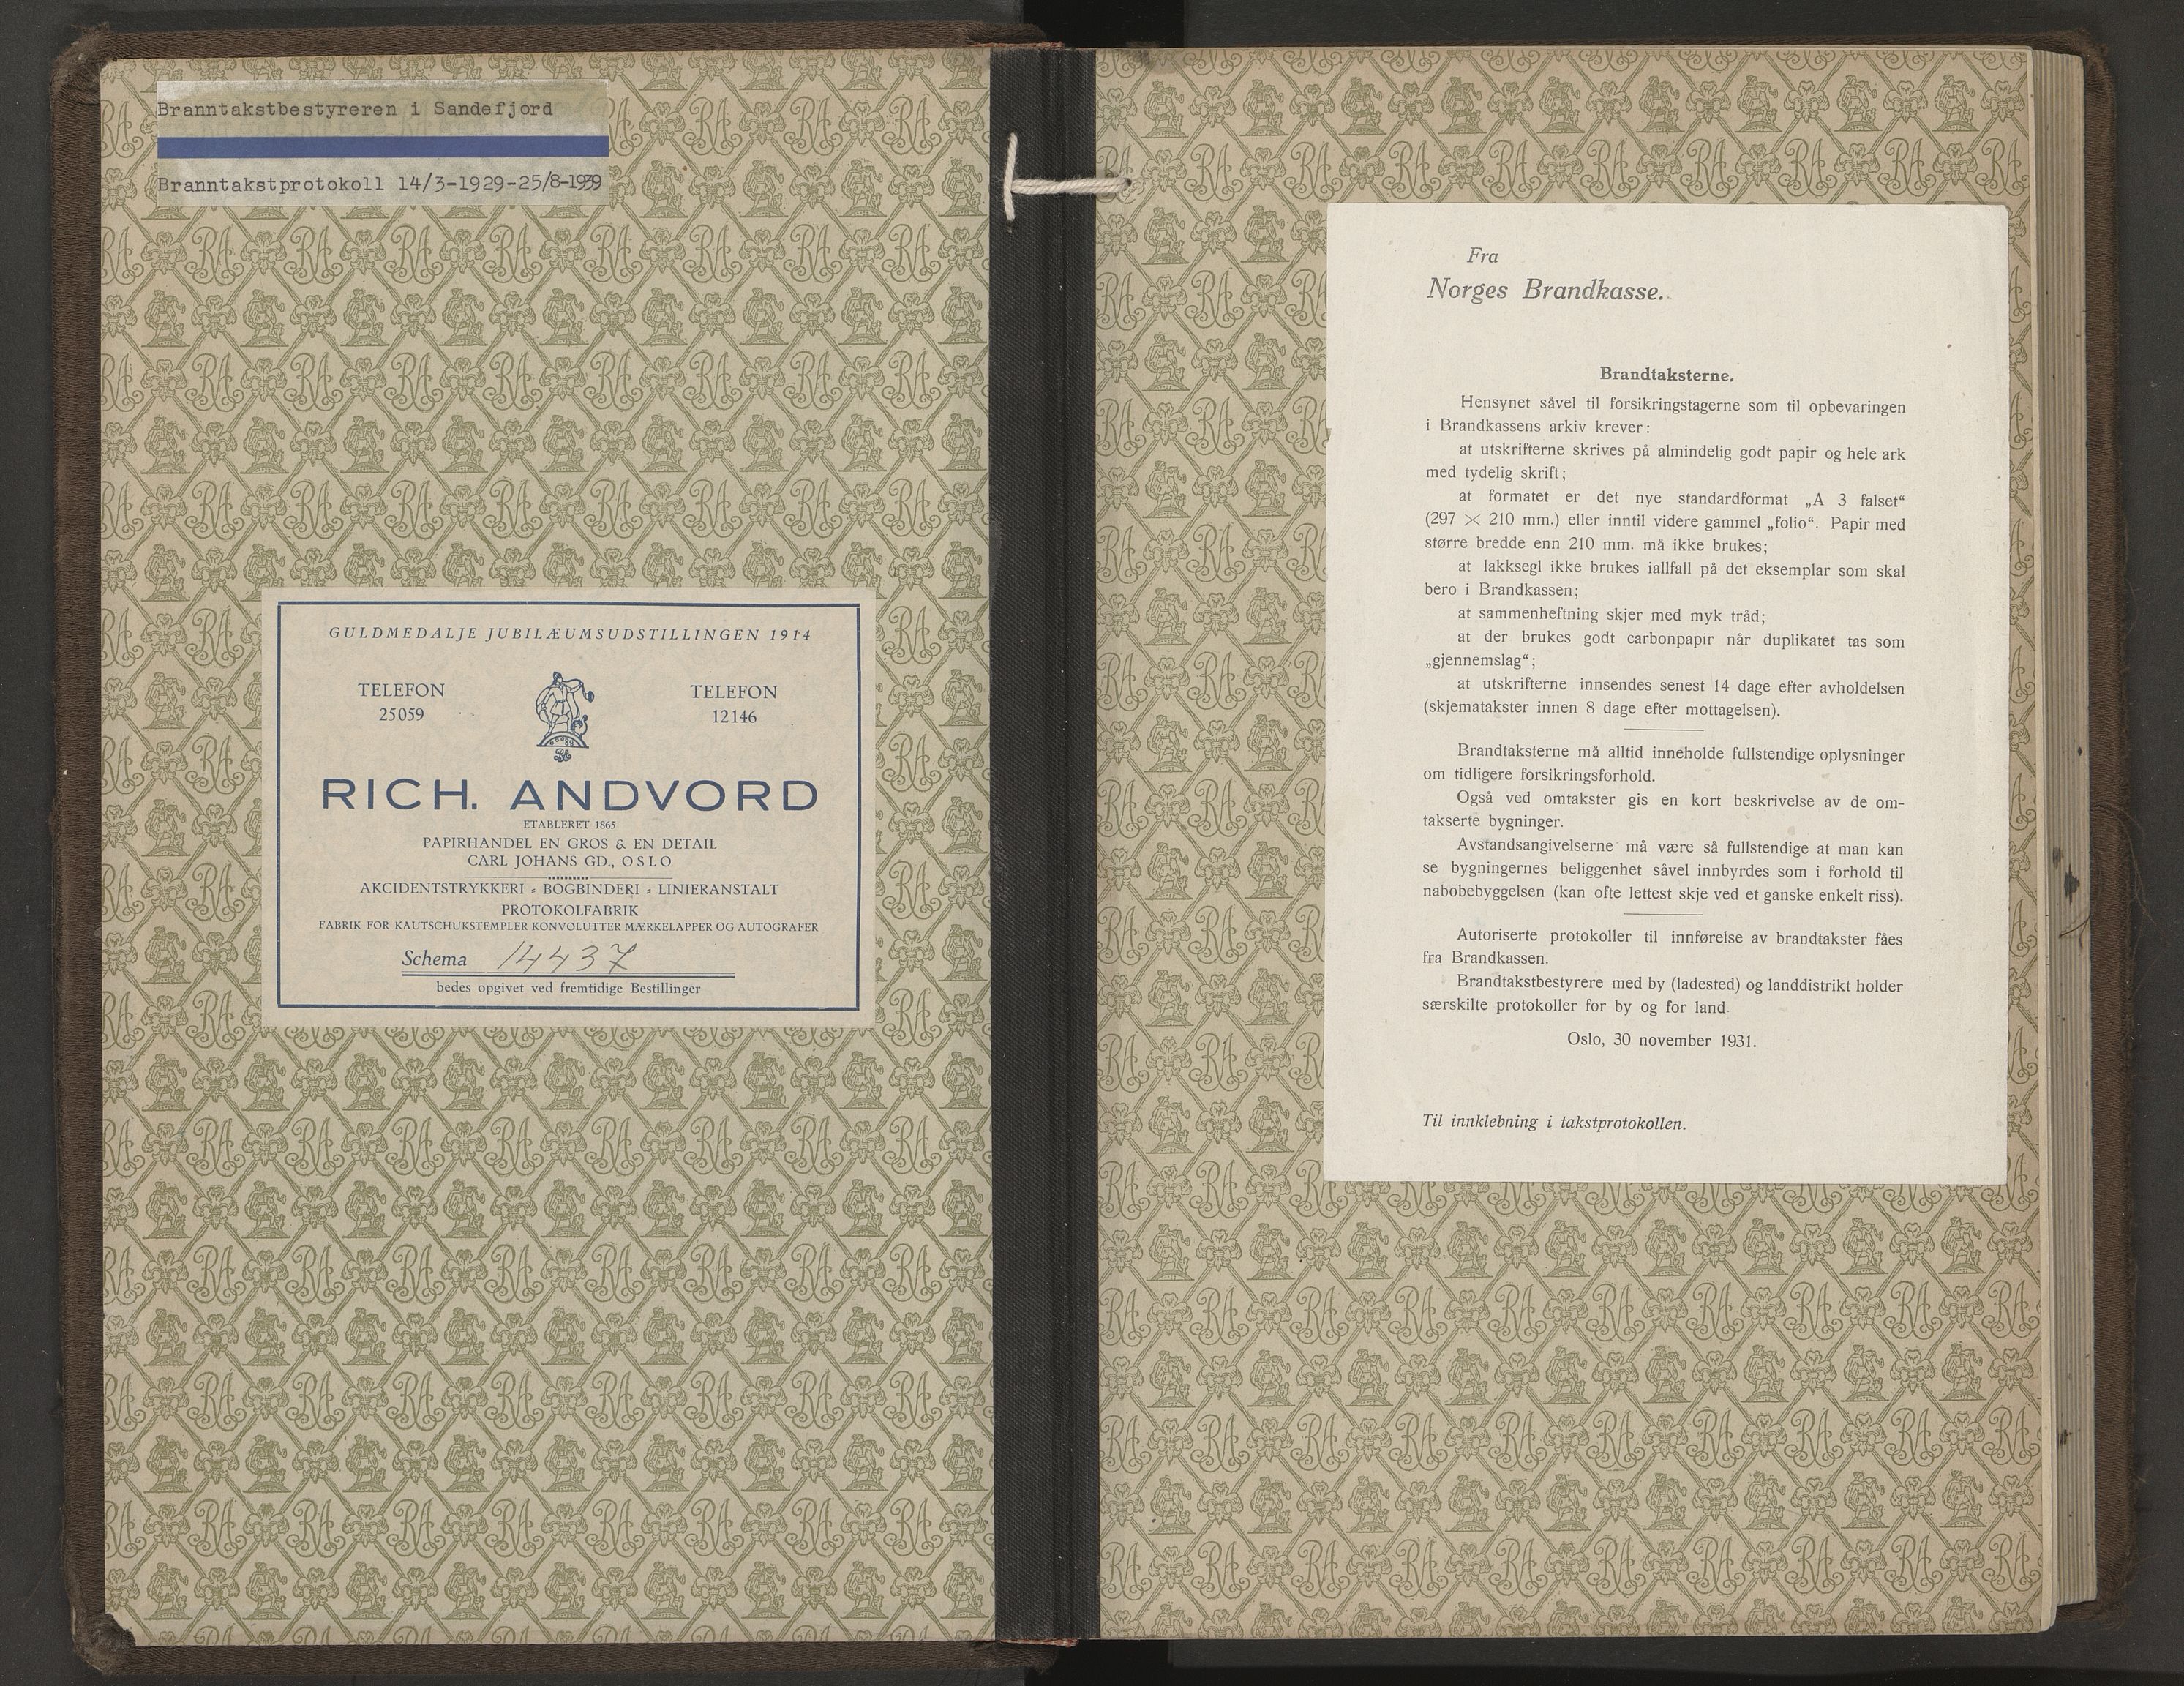 Branntakstbestyreren i Sandefjord
Branntakstprotokoll 14/3-1929-25/8-1939
GULDMEDALJE JUBILÆUMSUDSTILLINGEN 1914
TELEFON
25059
TELEFON
12146
RICH. ANDVORD
ETABLERET 1865
PAPIRHANDEL EN GROS & EN DETAIL
CARL JOHANS GD., OSLO
AKCIDENTSTRYKKERI = BOGBINDERI = LINIERANSTALT
PROTOKOLFABRIK
FABRIK FOR KAUTSCHUKSTEMPLER KONVOLUTTER MÆRKELAPPER OG AUTOGRAFER
Schema 14437
bedes opgivet ved fremtidige Bestillinger
Fra
Norges Brandkasse.
Brandtaksterne.
Hensynet såvel til forsikringstagerne som til opbevaringen
i Brandkassens arkiv krever:
at utskrifterne skrives på almindelig godt papir og hele ark
med tydelig skrift;
at formatet er det nye standardformat „A 3 falset“
(297 × 210 mm.) eller inntil videre gammel „folio“. Papir med
større bredde enn 210 mm. må ikke brukes;
at lakksegl ikke brukes iallfall på det eksemplar som skal
bero i Brandkassen;
at sammenheftning skjer med myk tråd;
at der brukes godt carbonpapir når duplikatet tas som
„gjennemslag“;
at utskrifterne innsendes senest 14 dage efter avholdelsen
(skjematakster innen 8 dage efter mottagelsen).
Brandtaksterne må alltid inneholde fullstendige oplysninger
om tidligere forsikringsforhold.
Også ved omtakster gis en kort beskrivelse av de om-
takserte bygninger.
Avstandsangivelserne må være så fullstendige at man kan
se bygningernes beliggenhet såvel innbyrdes som i forhold til
nabobebyggelsen (kan ofte lettest skje ved et ganske enkelt riss).
Autoriserte protokoller til innførelse av brandtakster fåes
fra Brandkassen.
Brandtakstbestyrere med by (ladested) og landdistrikt holder
særskilte protokoller for by og for land.
Oslo, 30 november 1931.
Til innklebning i takstprotokollen.